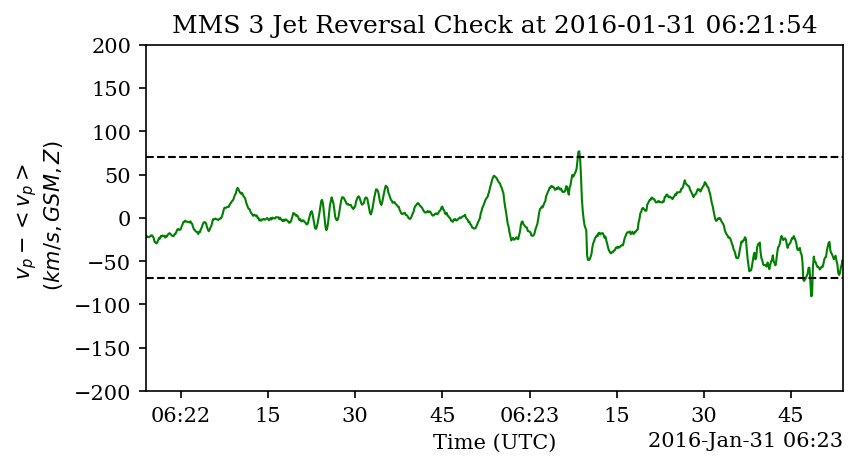 MMS 3 Jet Reversal Check at 2016-01-31 06:21:54
200
150
100
50
0
−50
−100
−150
−200
v_p − < v_p >
(km/s, GSM, Z)
06:22 15 30 45 06:23 15 30 45
Time (UTC)
2016-Jan-31 06:23